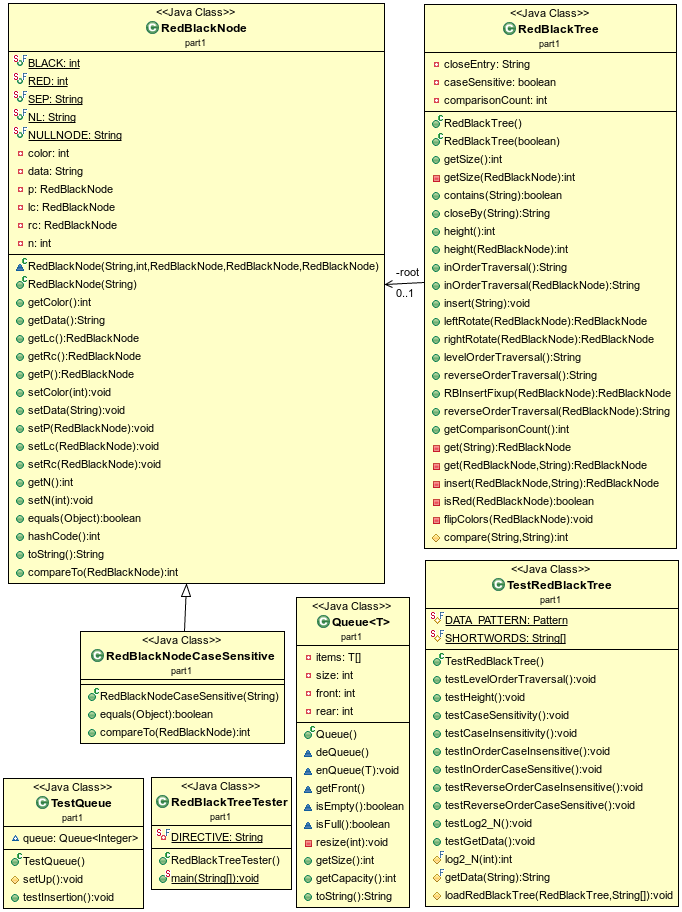 <<Java Class>>
RedBlackNode
part1
BLACK: int
RED: int
SEP: String
NL: String
NULLNODE: String
color: int
data: String
p: RedBlackNode
lc: RedBlackNode
rc: RedBlackNode
n: int
RedBlackNode(String,int,RedBlackNode,RedBlackNode,RedBlackNode)
RedBlackNode(String)
getColor():int
getData():String
getLc():RedBlackNode
getRc():RedBlackNode
getP():RedBlackNode
setColor(int):void
setData(String):void
setP(RedBlackNode):void
setLc(RedBlackNode):void
setRc(RedBlackNode):void
getN():int
setN(int):void
equals(Object):boolean
hashCode():int
toString():String
compareTo(RedBlackNode):int
-root
0..1
<<Java Class>>
RedBlackTree
part1
closeEntry: String
caseSensitive: boolean
comparisonCount: int
RedBlackTree()
RedBlackTree(boolean)
getSize():int
getSize(RedBlackNode):int
contains(String):boolean
closeBy(String):String
height():int
height(RedBlackNode):int
inOrderTraversal():String
inOrderTraversal(RedBlackNode):String
insert(String):void
leftRotate(RedBlackNode):RedBlackNode
rightRotate(RedBlackNode):RedBlackNode
levelOrderTraversal():String
reverseOrderTraversal():String
RBInsertFixup(RedBlackNode):RedBlackNode
reverseOrderTraversal(RedBlackNode):String
getComparisonCount():int
get(String):RedBlackNode
get(RedBlackNode,String):RedBlackNode
insert(RedBlackNode,String):RedBlackNode
isRed(RedBlackNode):boolean
flipColors(RedBlackNode):void
compare(String,String):int
<<Java Class>>
RedBlackNodeCaseSensitive
part1
RedBlackNodeCaseSensitive(String)
equals(Object):boolean
compareTo(RedBlackNode):int
<<Java Class>>
Queue<T>
part1
items: T[]
size: int
front: int
rear: int
Queue()
deQueue()
enQueue(T):void
getFront()
isEmpty():boolean
isFull():boolean
resize(int):void
getSize():int
getCapacity():int
toString():String
<<Java Class>>
TestRedBlackTree
part1
DATA_PATTERN: Pattern
SHORTWORDS: String[]
TestRedBlackTree()
testLevelOrderTraversal():void
testHeight():void
testCaseSensitivity():void
testCaseInsensitivity():void
testInOrderCaseInsensitive():void
testInOrderCaseSensitive():void
testReverseOrderCaseInsensitive():void
testReverseOrderCaseSensitive():void
testLog2_N():void
testGetData():void
log2_N(int):int
getData(String):String
loadRedBlackTree(RedBlackTree,String[]):void
<<Java Class>>
TestQueue
part1
queue: Queue<Integer>
TestQueue()
setUp():void
testInsertion():void
<<Java Class>>
RedBlackTreeTester
part1
DIRECTIVE: String
RedBlackTreeTester()
main(String[]):void